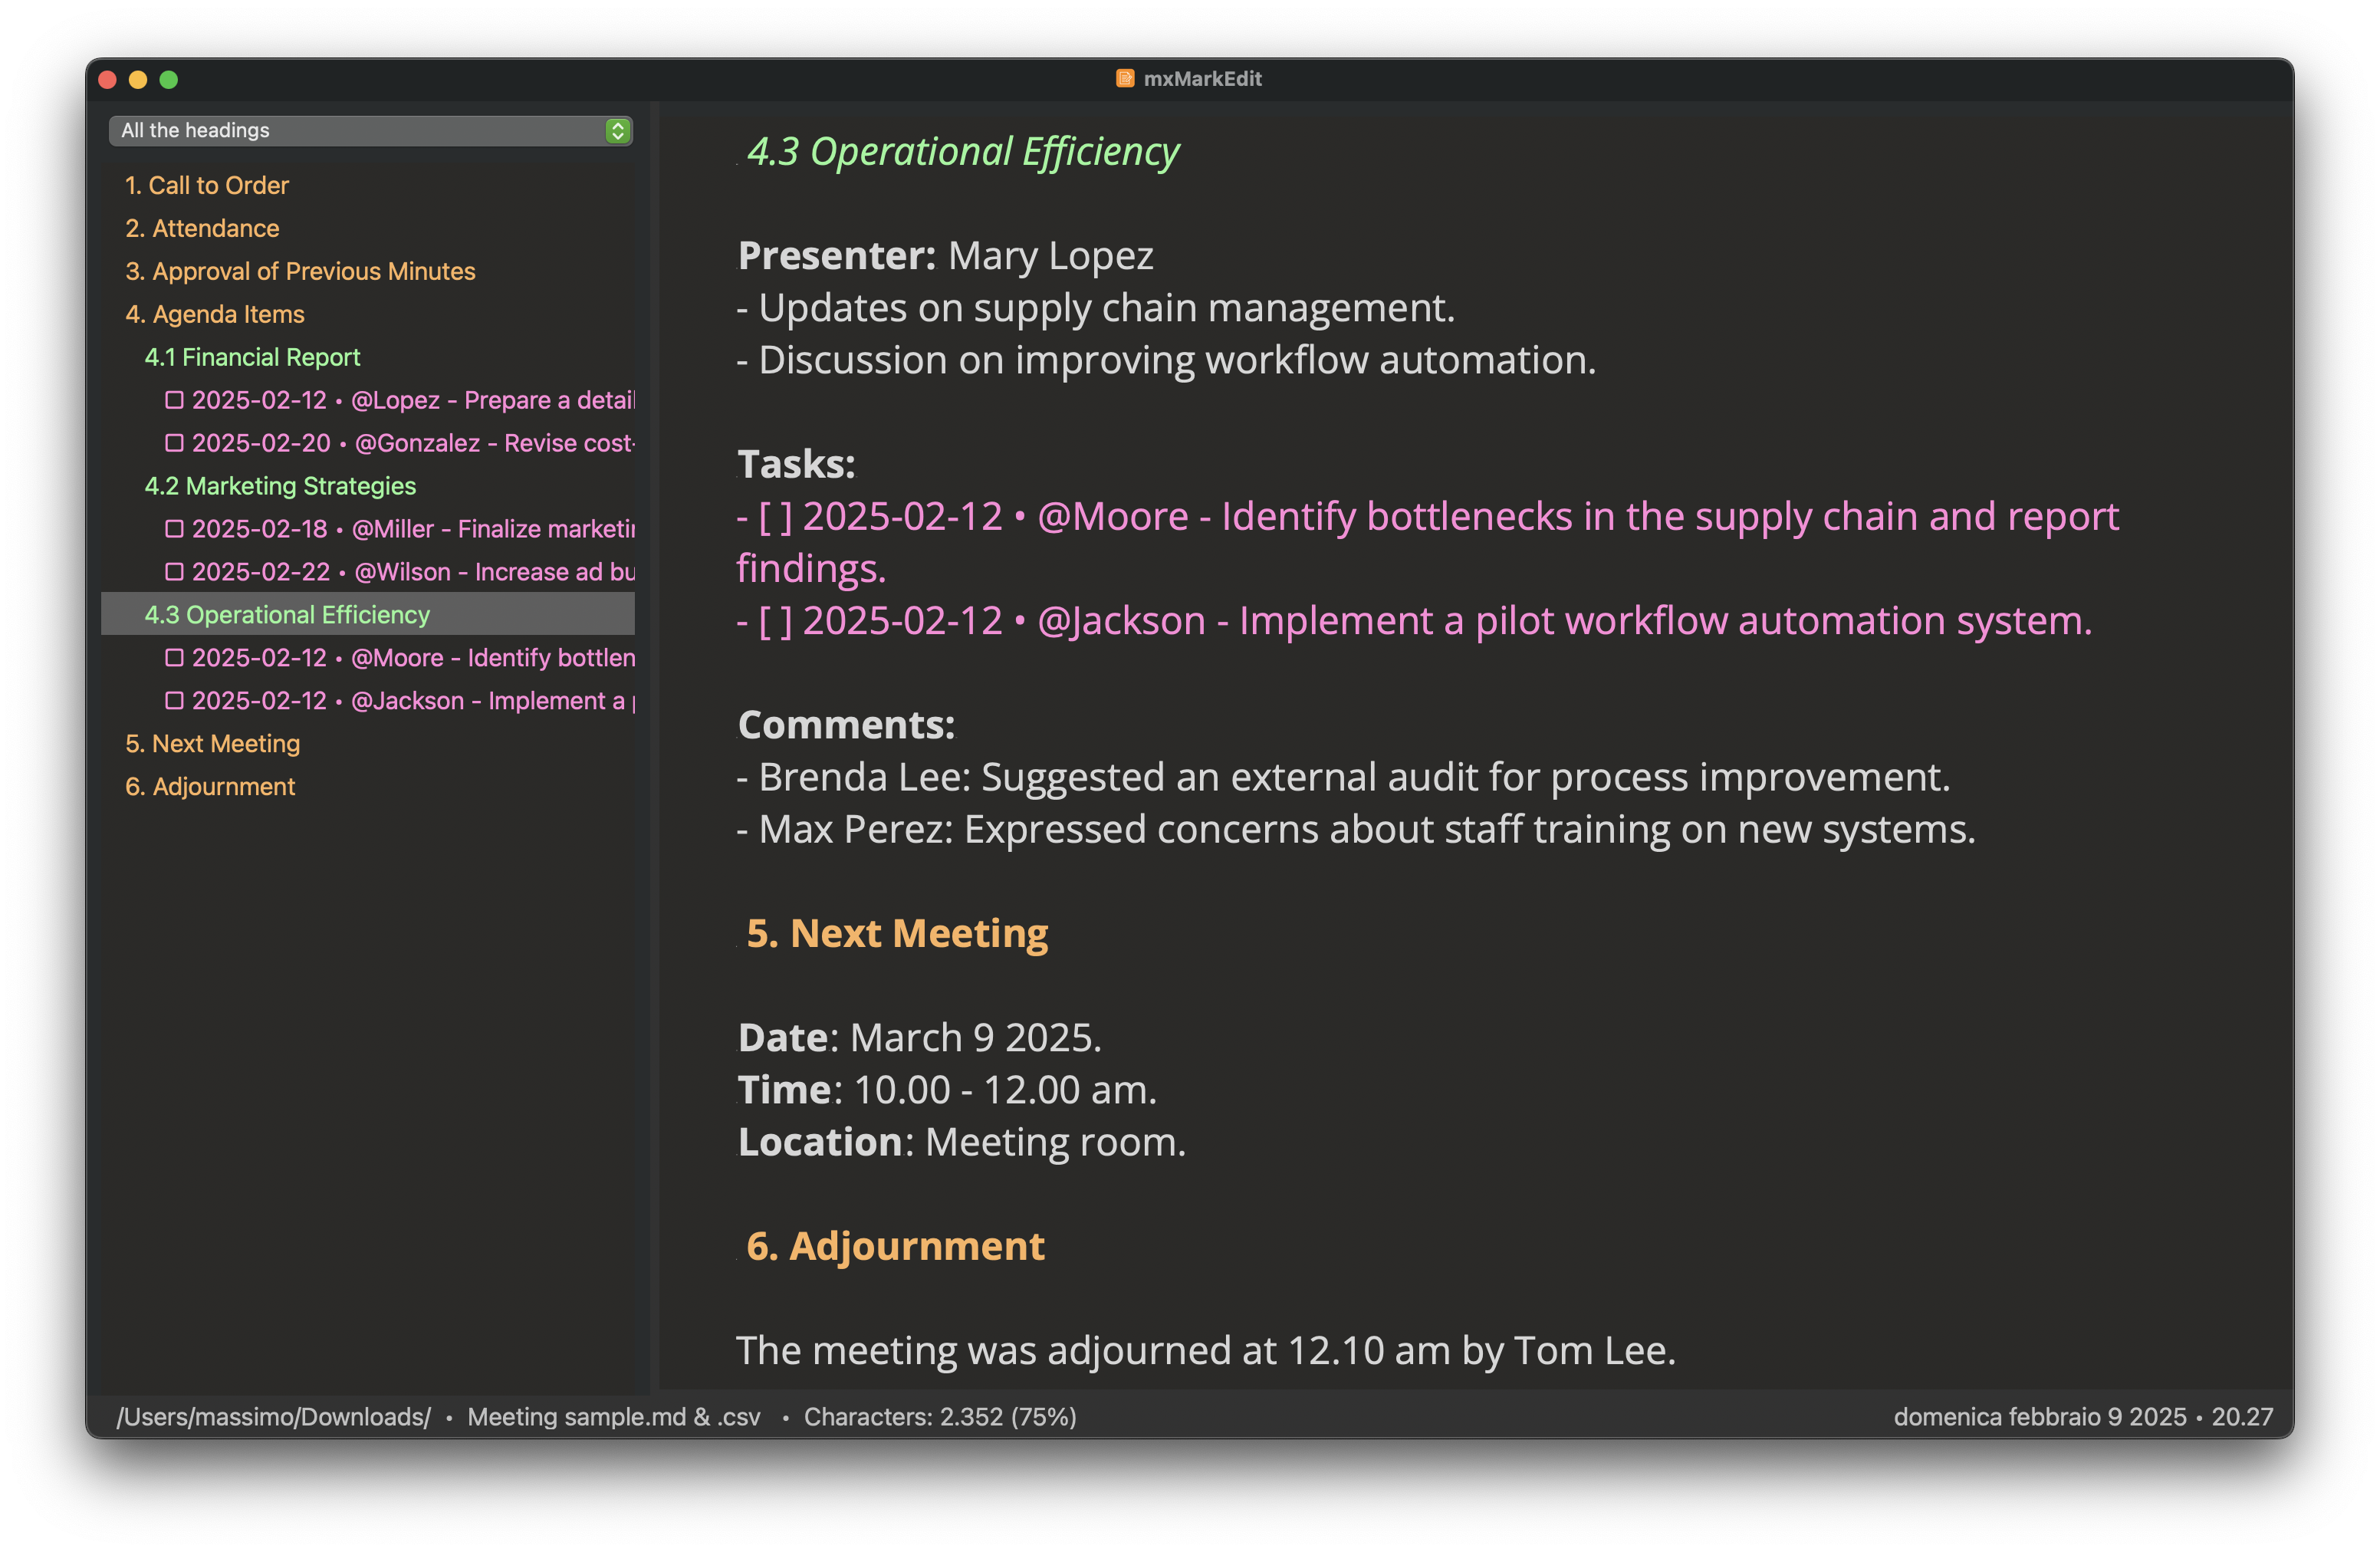 mxMarkEdit
All the headings
1. Call to Order
2. Attendance
3. Approval of Previous Minutes
4. Agenda Items
4.1 Financial Report
2025-02-12 • @Lopez - Prepare a detail
2025-02-20 • @Gonzalez - Revise cost-
4.2 Marketing Strategies
2025-02-18 • @Miller - Finalize marketin
2025-02-22 • @Wilson - Increase ad bu
4.3 Operational Efficiency
2025-02-12 • @Moore - Identify bottlen
2025-02-12 • @Jackson - Implement a p
5. Next Meeting
6. Adjournment
4.3 Operational Efficiency
Presenter: Mary Lopez
- Updates on supply chain management.
- Discussion on improving workflow automation.
Tasks:
- [ ] 2025-02-12 • @Moore - Identify bottlenecks in the supply chain and report
findings.
- [ ] 2025-02-12 • @Jackson - Implement a pilot workflow automation system.
Comments:
- Brenda Lee: Suggested an external audit for process improvement.
- Max Perez: Expressed concerns about staff training on new systems.
5. Next Meeting
Date: March 9 2025.
Time: 10.00 - 12.00 am.
Location: Meeting room.
6. Adjournment
The meeting was adjourned at 12.10 am by Tom Lee.
/Users/massimo/Downloads/ • Meeting sample.md & .csv • Characters: 2.352 (75%)
domenica febbraio 9 2025 • 20.27